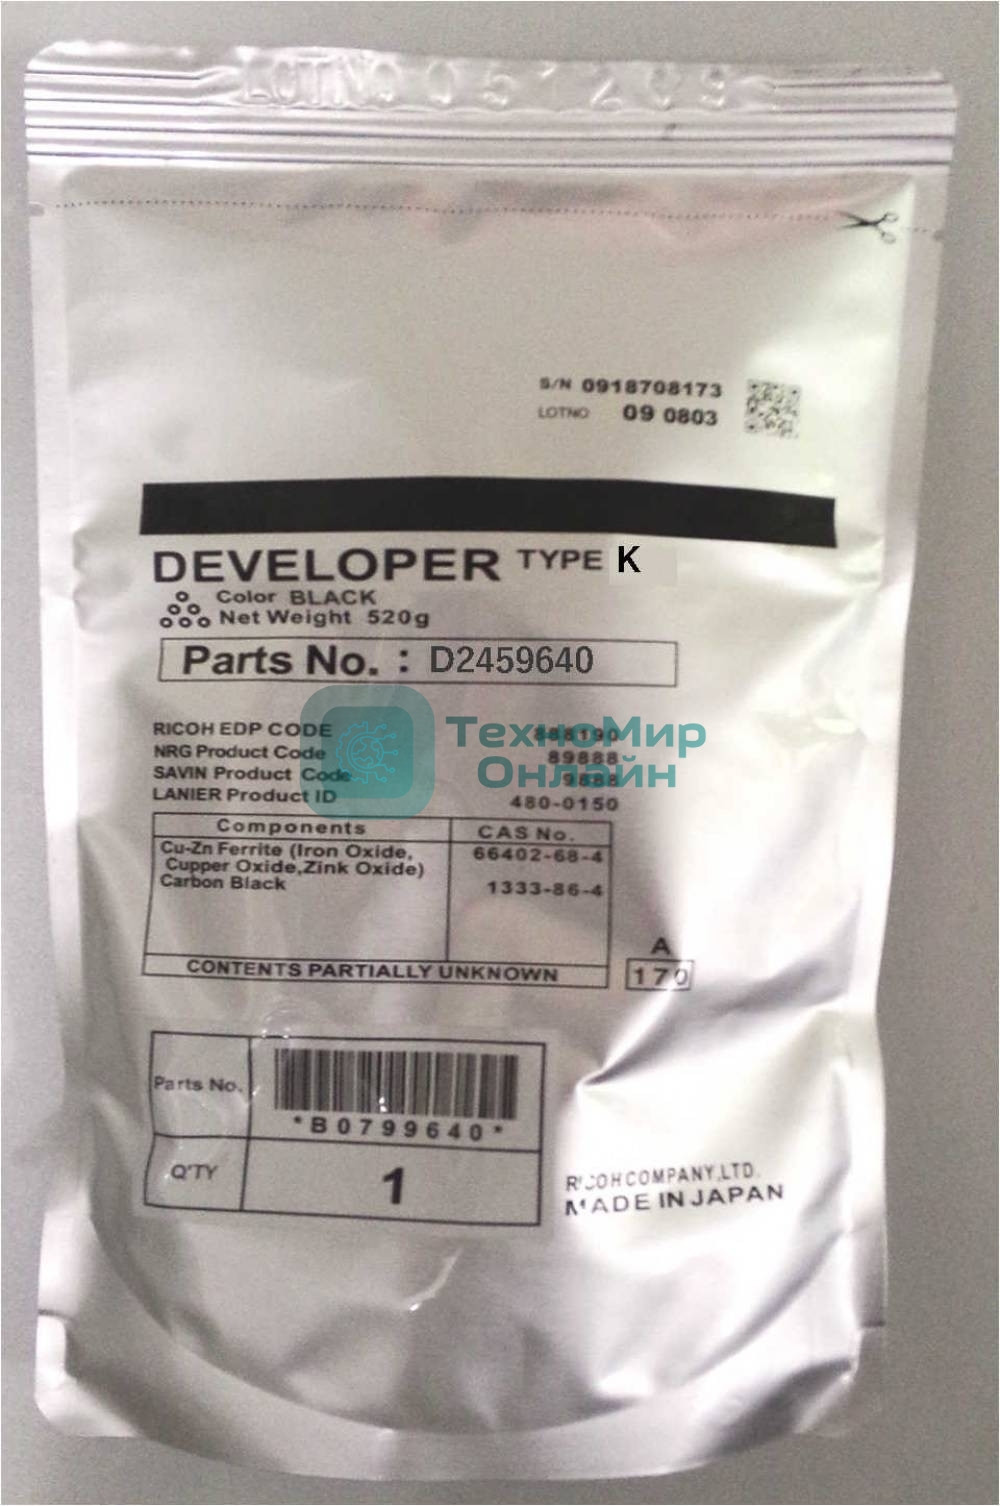 LOTNO 051209
S/N 0918708173
LOTNO 09 0803
DEVELOPER TYPE K
Color BLACK
Net Weight 520g
Parts No. : D2459640
RICOH EDP CODE 888190
NRG Product Code 89888
SAVIN Product Code 9888
LANIER Product ID 480-0150
ТехноМир
Онлайн
Components CAS No.
Cu-Zn Ferrite (Iron Oxide, 66402-68-4
Cupper Oxide,Zink Oxide)
Carbon Black 1333-86-4
CONTENTS PARTIALLY UNKNOWN
A
170
Parts No.
*B0799640*
Q'TY 1
RICOH COMPANY,LTD.
MADE IN JAPAN